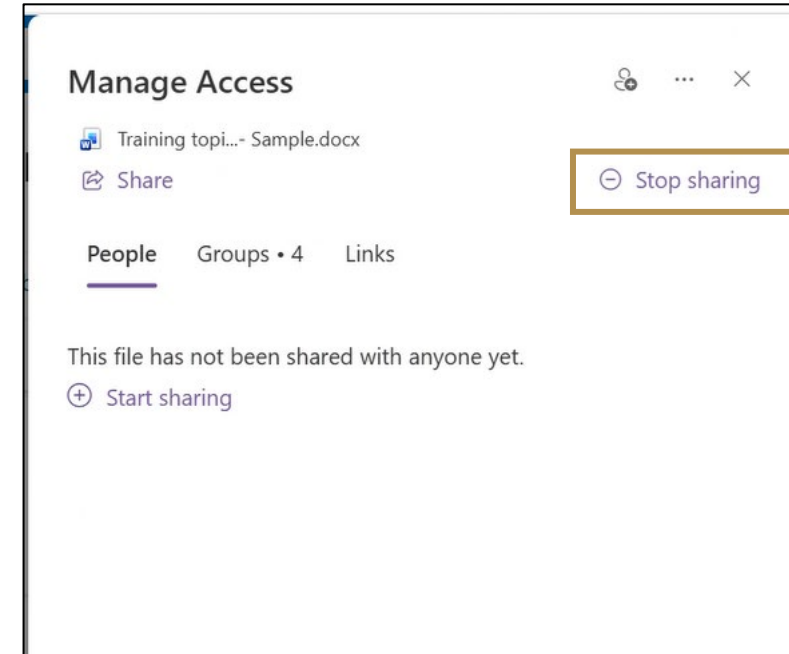 Manage Access
Training topi...- Sample.docx
Share
Stop sharing
People Groups • 4 Links
This file has not been shared with anyone yet.
Start sharing